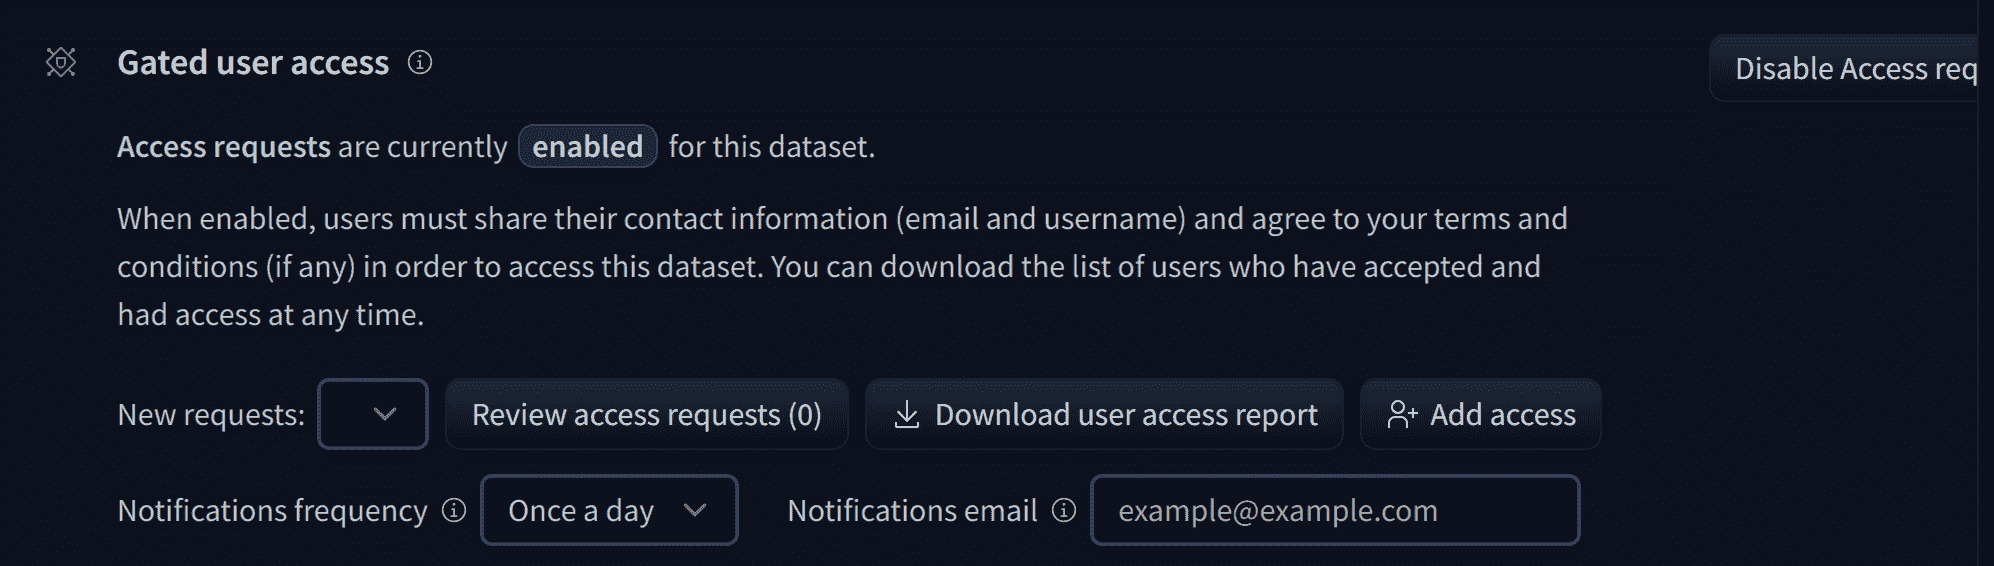 Gated user access
Disable Access req
Access requests are currently enabled for this dataset.
When enabled, users must share their contact information (email and username) and agree to your terms and
conditions (if any) in order to access this dataset. You can download the list of users who have accepted and
had access at any time.
New requests: Review access requests (0) Download user access report Add access
Notifications frequency Once a day Notifications email example@example.com